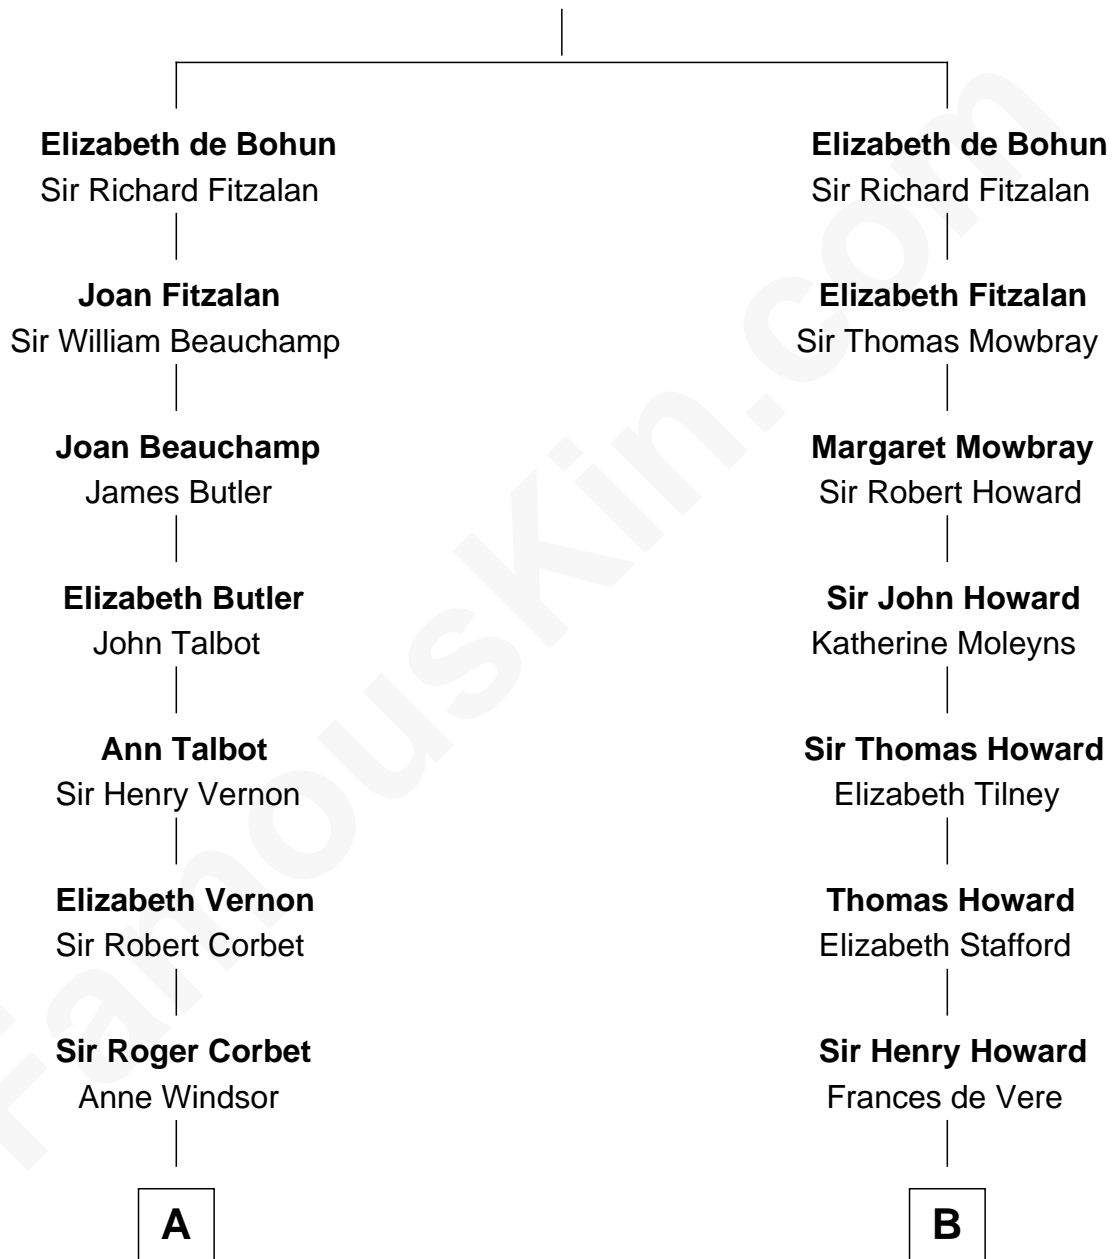 Elizabeth de Bohun
Sir Richard Fitzalan
Joan Fitzalan
Sir William Beauchamp
Joan Beauchamp
James Butler
Elizabeth Butler
John Talbot
Ann Talbot
Sir Henry Vernon
Elizabeth Vernon
Sir Robert Corbet
Sir Roger Corbet
Anne Windsor
A
Elizabeth de Bohun
Sir Richard Fitzalan
Elizabeth Fitzalan
Sir Thomas Mowbray
Margaret Mowbray
Sir Robert Howard
Sir John Howard
Katherine Moleyns
Sir Thomas Howard
Elizabeth Tilney
Thomas Howard
Elizabeth Stafford
Sir Henry Howard
Frances de Vere
B
FamousKin.com